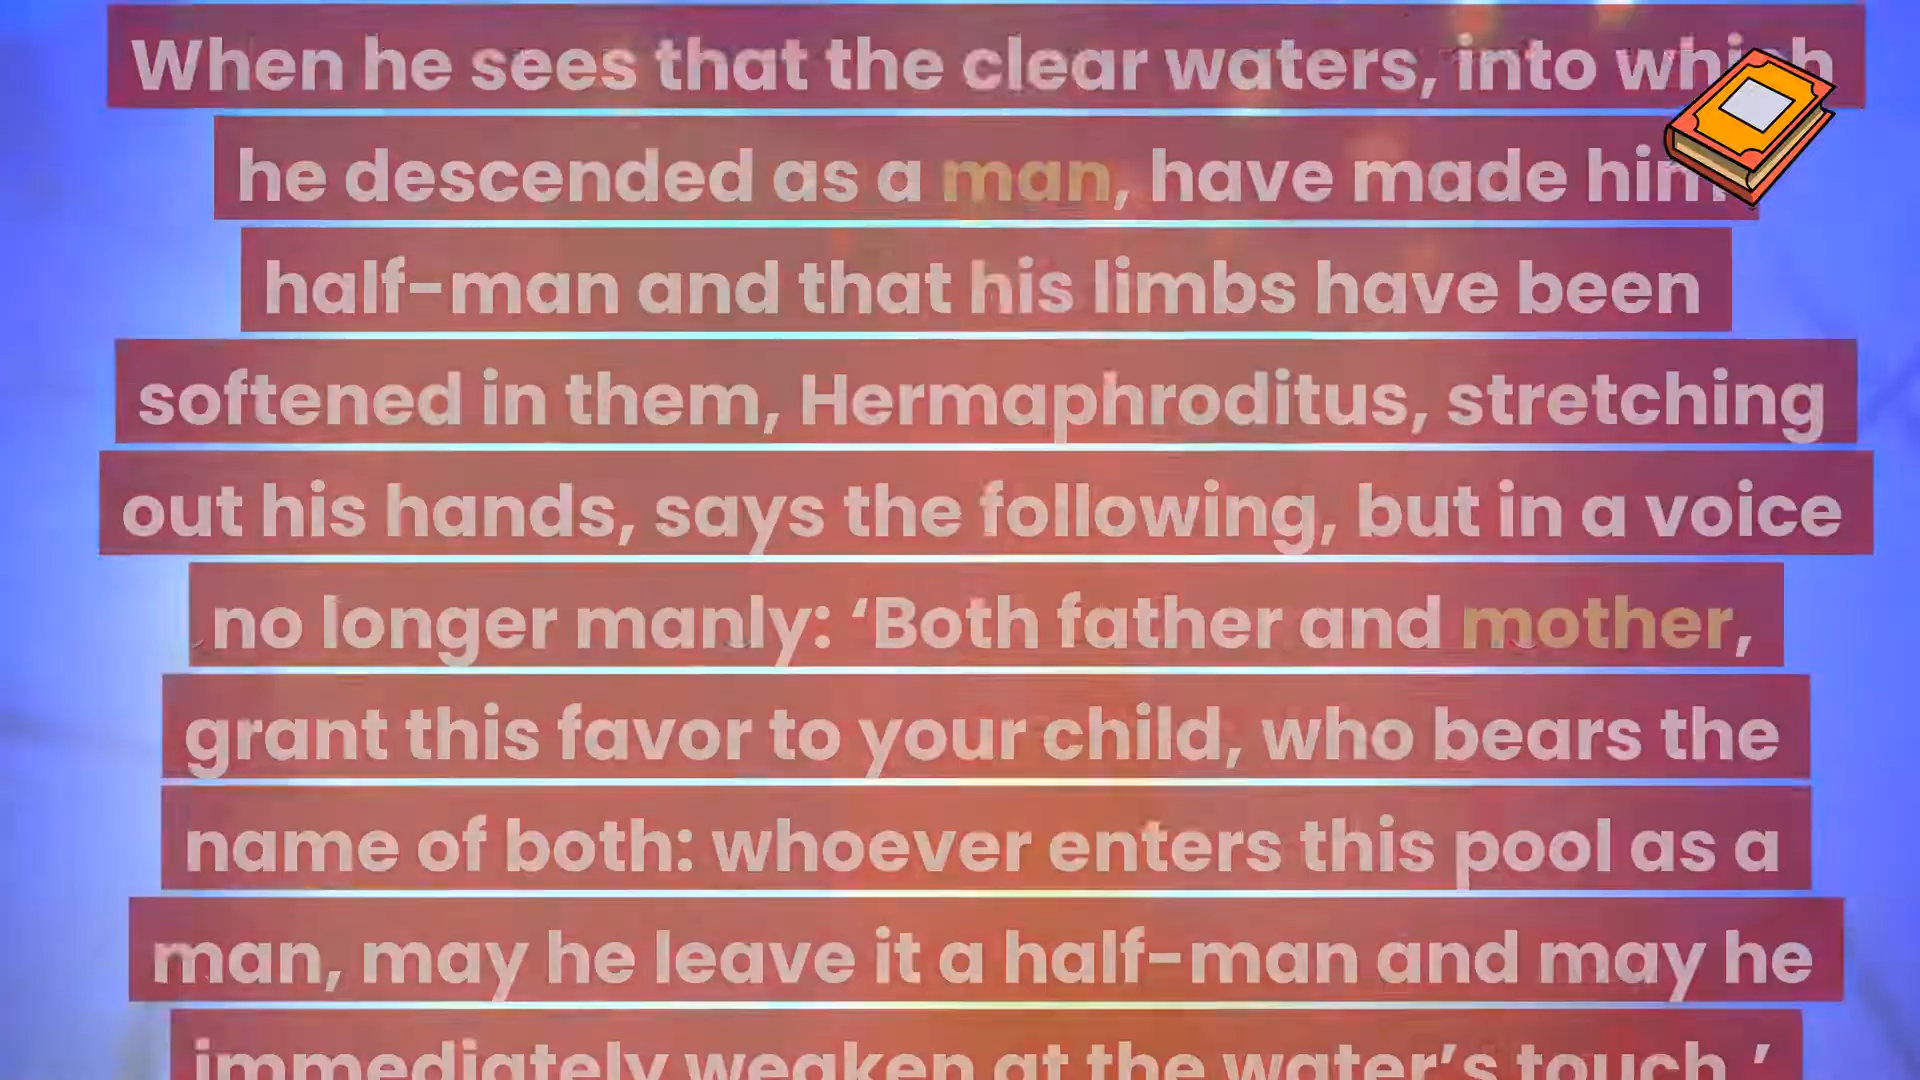 When he sees that the clear waters, into which
he descended as a man, have made him
half-man and that his limbs have been
softened in them, Hermaphroditus, stretching
out his hands, says the following, but in a voice
no longer manly: ‘Both father and mother,
grant this favor to your child, who bears the
name of both: whoever enters this pool as a
man, may he leave it a half-man and may he
immediately weaken at the water’s touch.’